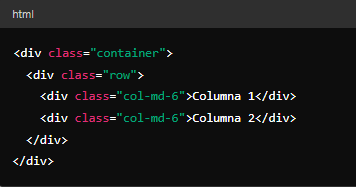 html
<div class="container">
  <div class="row">
    <div class="col-md-6">Columna 1</div>
    <div class="col-md-6">Columna 2</div>
  </div>
</div>